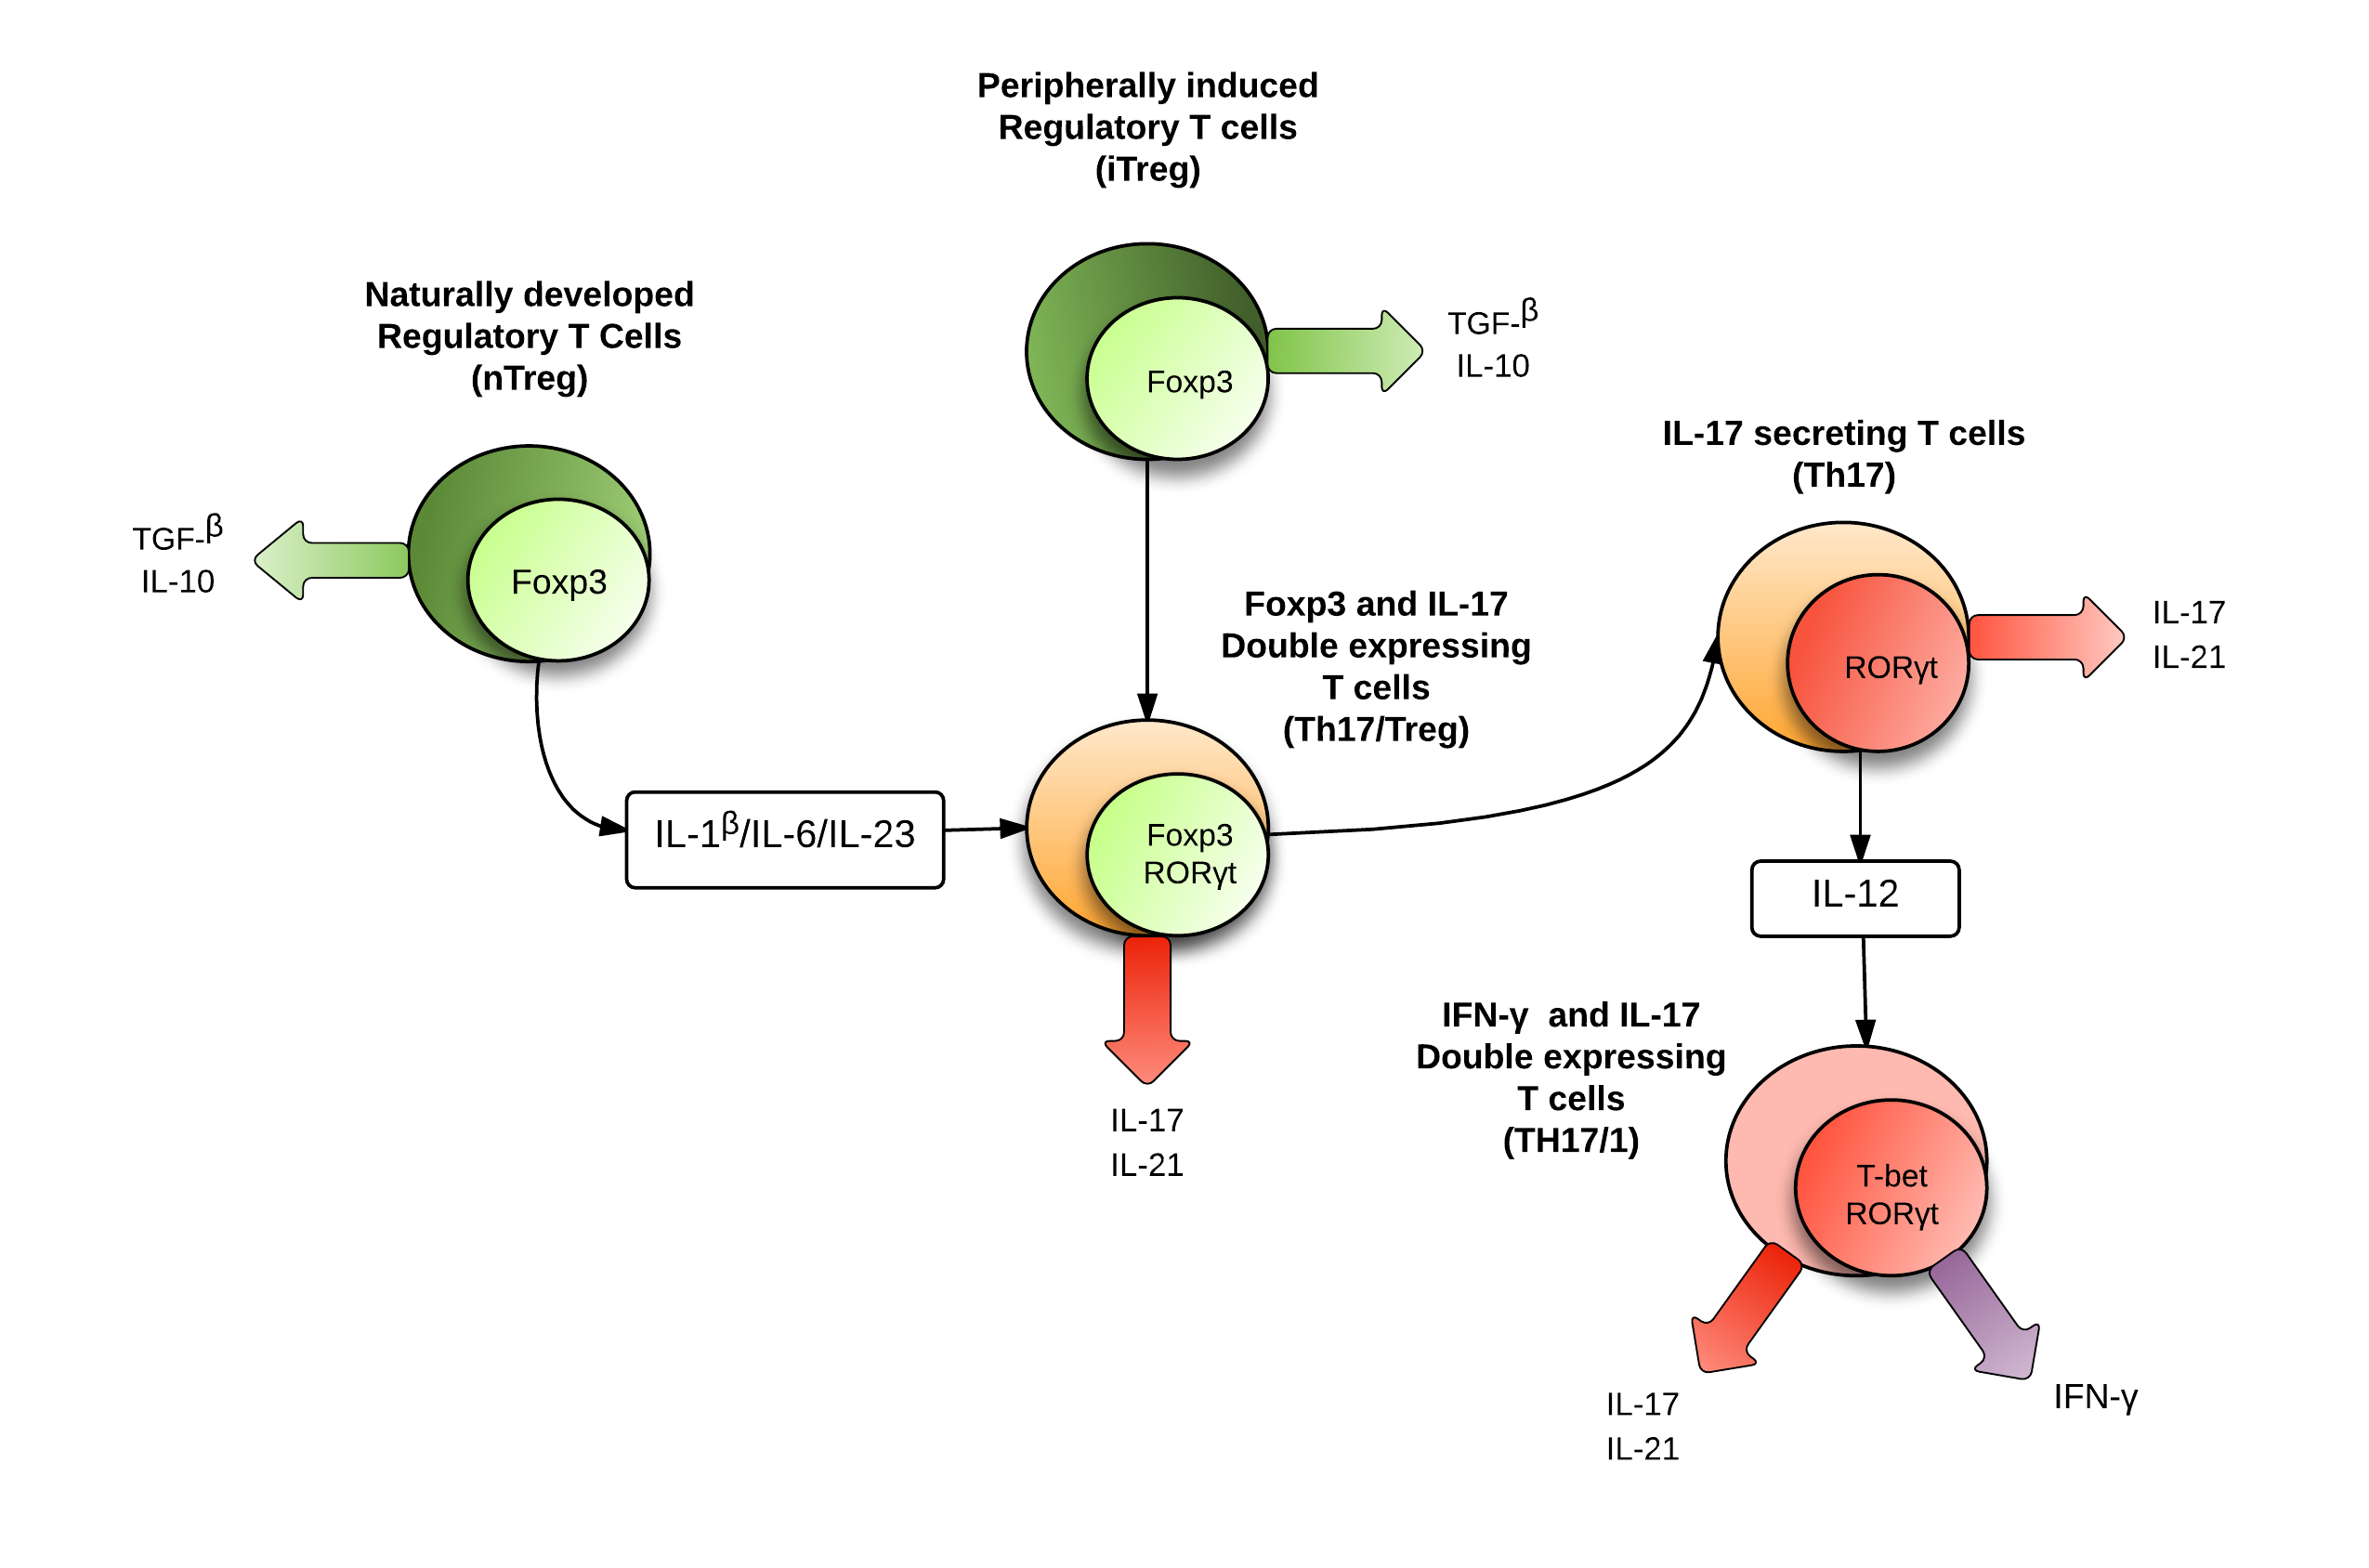 Peripherally induced
Regulatory T cells
(iTreg)
Foxp3
TGF-β
IL-10
Naturally developed
Regulatory T Cells
(nTreg)
TGF-β
IL-10
Foxp3
IL-1β/IL-6/IL-23
Foxp3 and IL-17
Double expressing
T cells
(Th17/Treg)
Foxp3
RORγt
IL-17
IL-21
IL-17 secreting T cells
(Th17)
RORγt
IL-17
IL-21
IL-12
IFN-γ and IL-17
Double expressing
T cells
(TH17/1)
T-bet
RORγt
IL-17
IL-21
IFN-γ